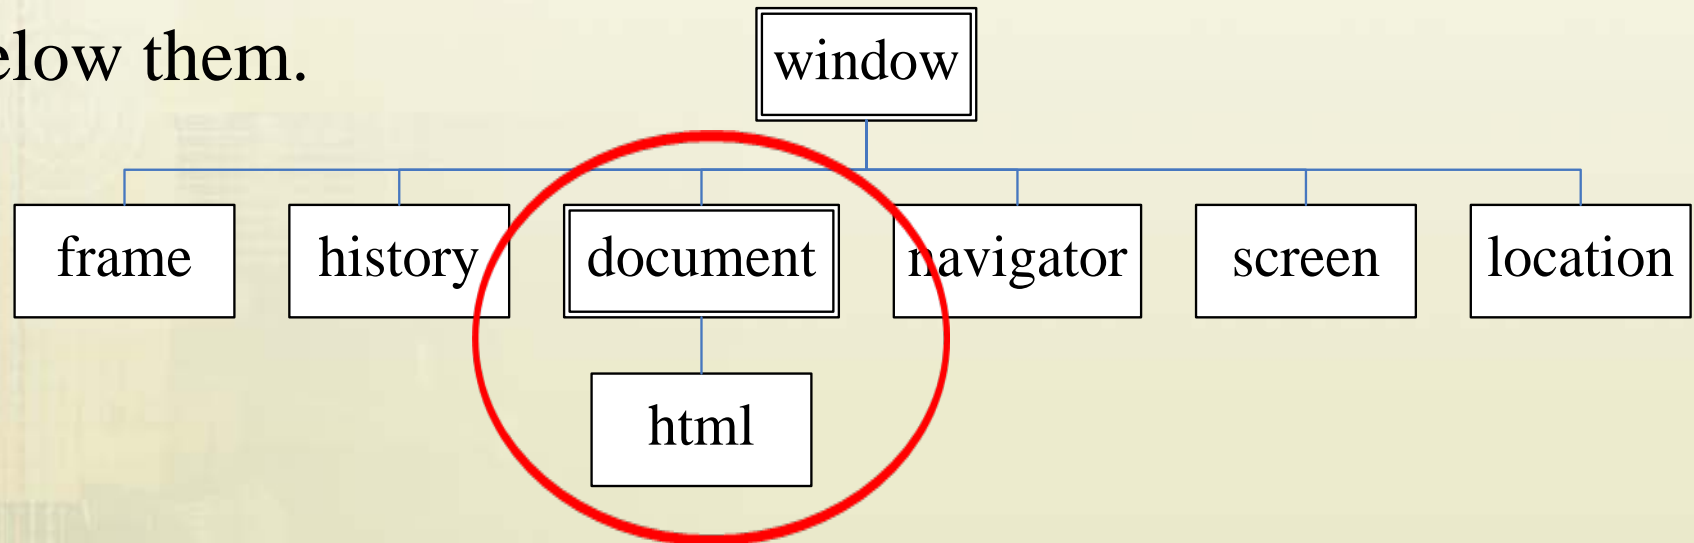 elow them.
window
frame history document navigator screen location
html